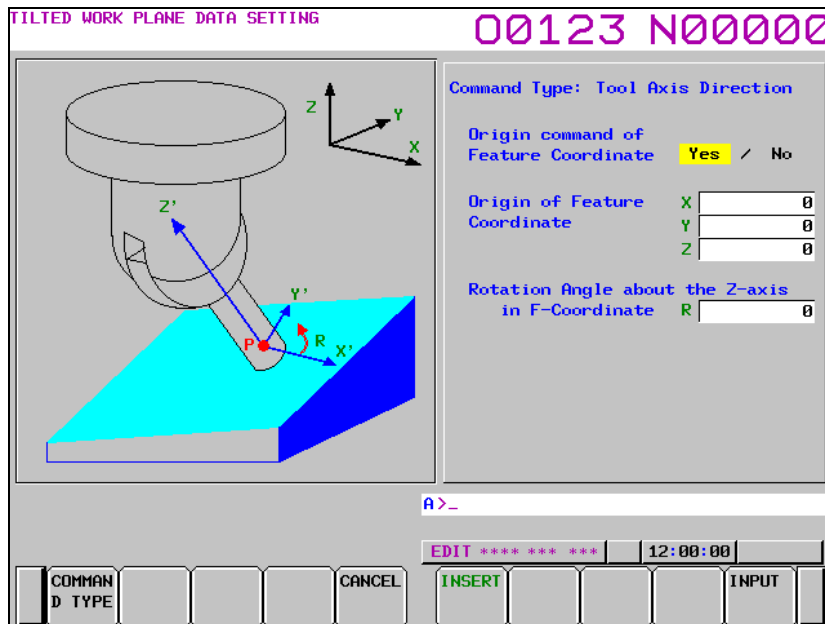 TILTED WORK PLANE DATA SETTING
O0123 N00000
Z
Y
X
Z'
Y'
P
R
X'
Command Type: Tool Axis Direction
Origin command of
Feature Coordinate Yes / No
Origin of Feature X 0
Coordinate Y 0
Z 0
Rotation Angle about the Z-axis
in F-Coordinate R 0
A>_
EDIT **** *** *** 12:00:00
COMMAN
D TYPE
CANCEL
INSERT
INPUT